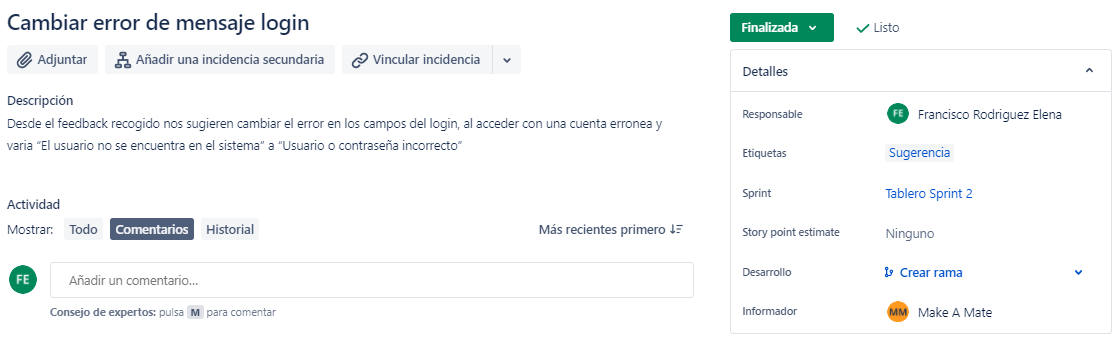 Cambiar error de mensaje login
Adjuntar
Añadir una incidencia secundaria
Vincular incidencia
Descripción
Desde el feedback recogido nos sugieren cambiar el error en los campos del login, al acceder con una cuenta erronea y
varia “El usuario no se encuentra en el sistema” a “Usuario o contraseña incorrecto”
Actividad
Mostrar: Todo Comentarios Historial Más recientes primero
FE Añadir un comentario...
Consejo de expertos: pulsa M para comentar
Finalizada Listo
Detalles
Responsable FE Francisco Rodriguez Elena
Etiquetas Sugerencia
Sprint Tablero Sprint 2
Story point estimate Ninguno
Desarrollo Crear rama
Informador MM Make A Mate